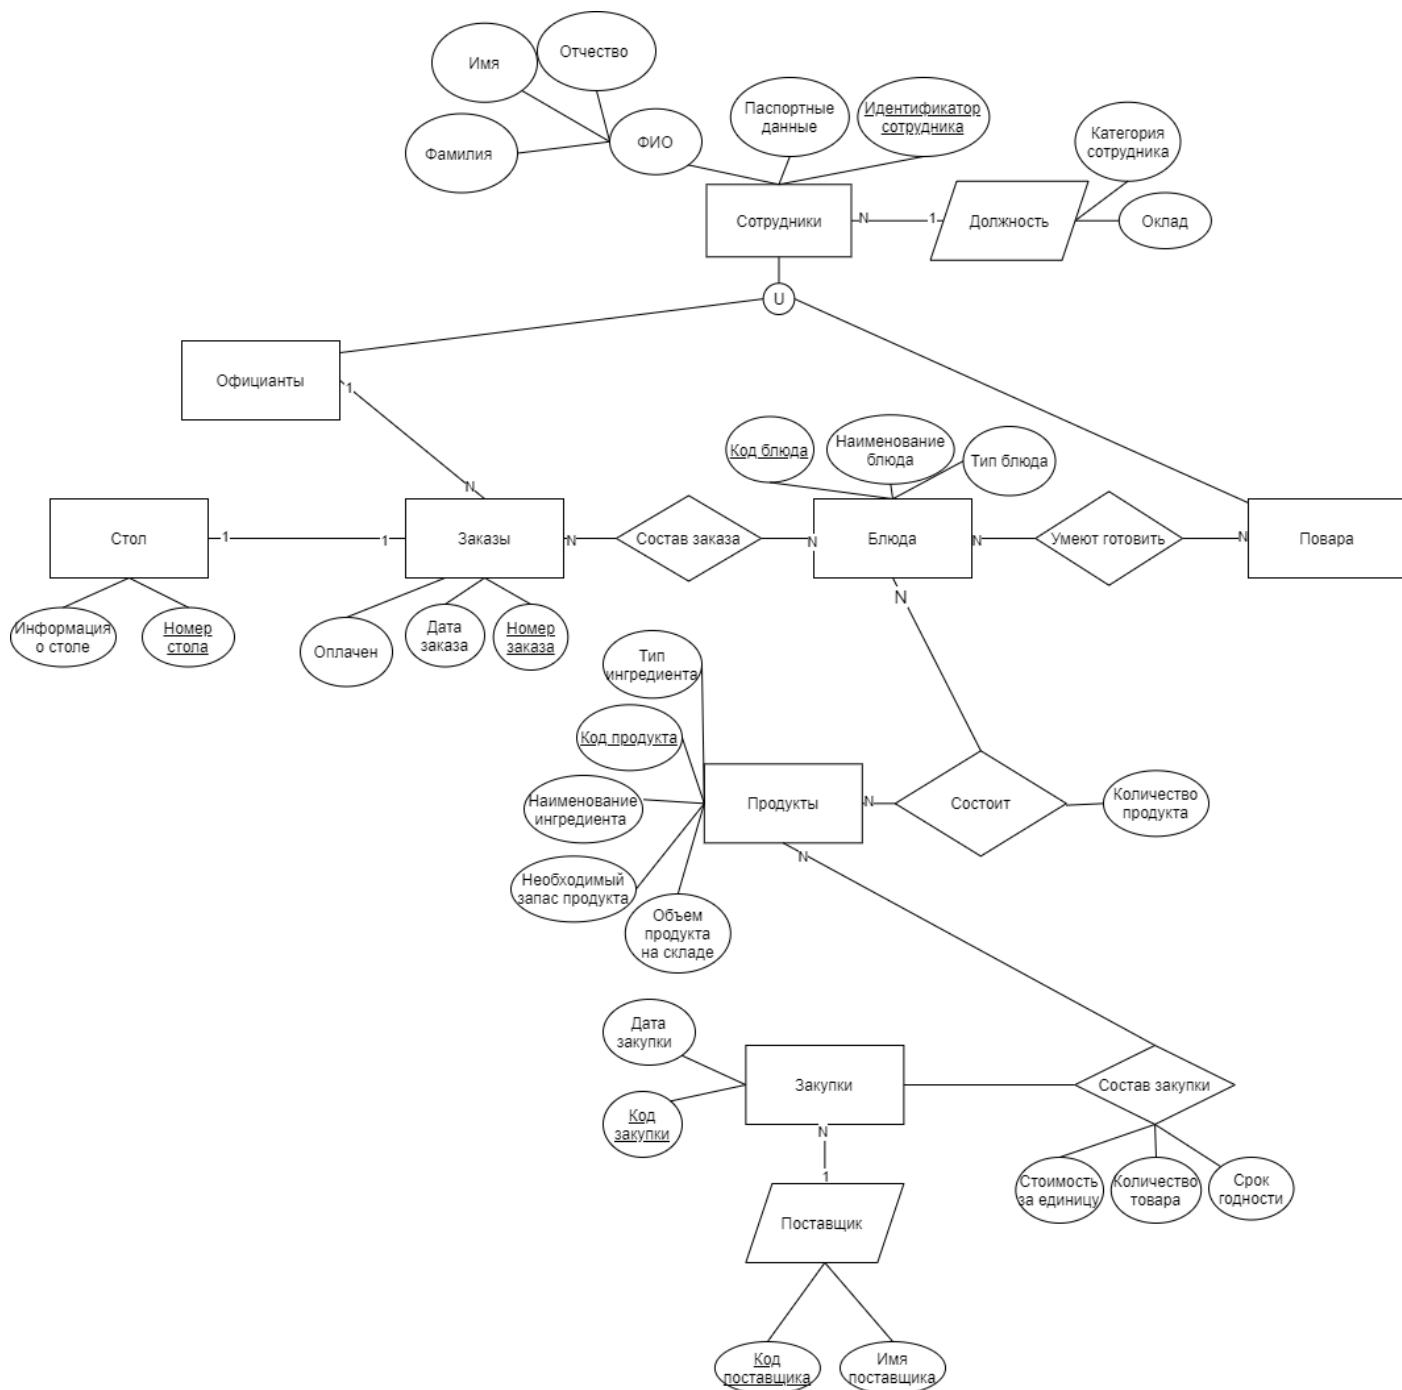 Отчество
Имя
Паспортные
данные
Идентификатор
сотрудника
Категория
сотрудника
Фамилия
ФИО
Сотрудники
N
1
Должность
Оклад
U
Официанты
1
Код блюда
Наименование
блюда
Тип блюда
N
Стол
1
1
Заказы
N
Состав заказа
N
Блюда
N
Умеют готовить
N
Повара
N
Информация
о столе
Номер
стола
Оплачен
Дата
заказа
Номер
заказа
Тип
ингредиента
Код продукта
Наименование
ингредиента
Продукты
N
Состоит
Количество
продукта
N
Необходимый
запас продукта
Объем
продукта
на складе
Дата
закупки
Закупки
Состав закупки
Код
закупки
N
1
Стоимость
за единицу
Количество
товара
Срок
годности
Поставщик
Код
поставщика
Имя
поставщика